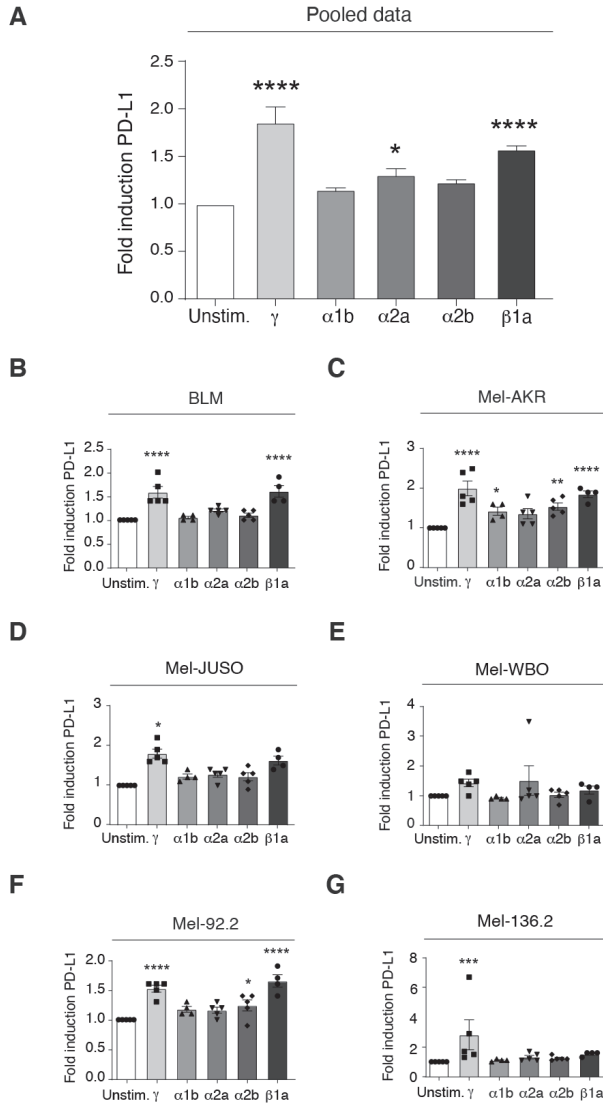 A
Pooled data
Fold induction PD-L1
2.5
2.0
1.5
1.0
0.5
0.0
**** * ****
Unstim. γ α1b α2a α2b β1a
B
BLM
Fold induction PD-L1
2.5
2.0
1.5
1.0
0.5
0.0
**** ****
Unstim. γ α1b α2a α2b β1a
C
Mel-AKR
Fold induction PD-L1
3
2
1
0
**** * ** ****
Unstim. γ α1b α2a α2b β1a
D
Mel-JUSO
Fold induction PD-L1
3
2
1
0
*
Unstim. γ α1b α2a α2b β1a
E
Mel-WBO
Fold induction PD-L1
4
3
2
1
0
Unstim. γ α1b α2a α2b β1a
F
Mel-92.2
Fold induction PD-L1
2.0
1.5
1.0
0.5
0.0
**** * ****
Unstim. γ α1b α2a α2b β1a
G
Mel-136.2
Fold induction PD-L1
8
6
4
2
0
***
Unstim. γ α1b α2a α2b β1a